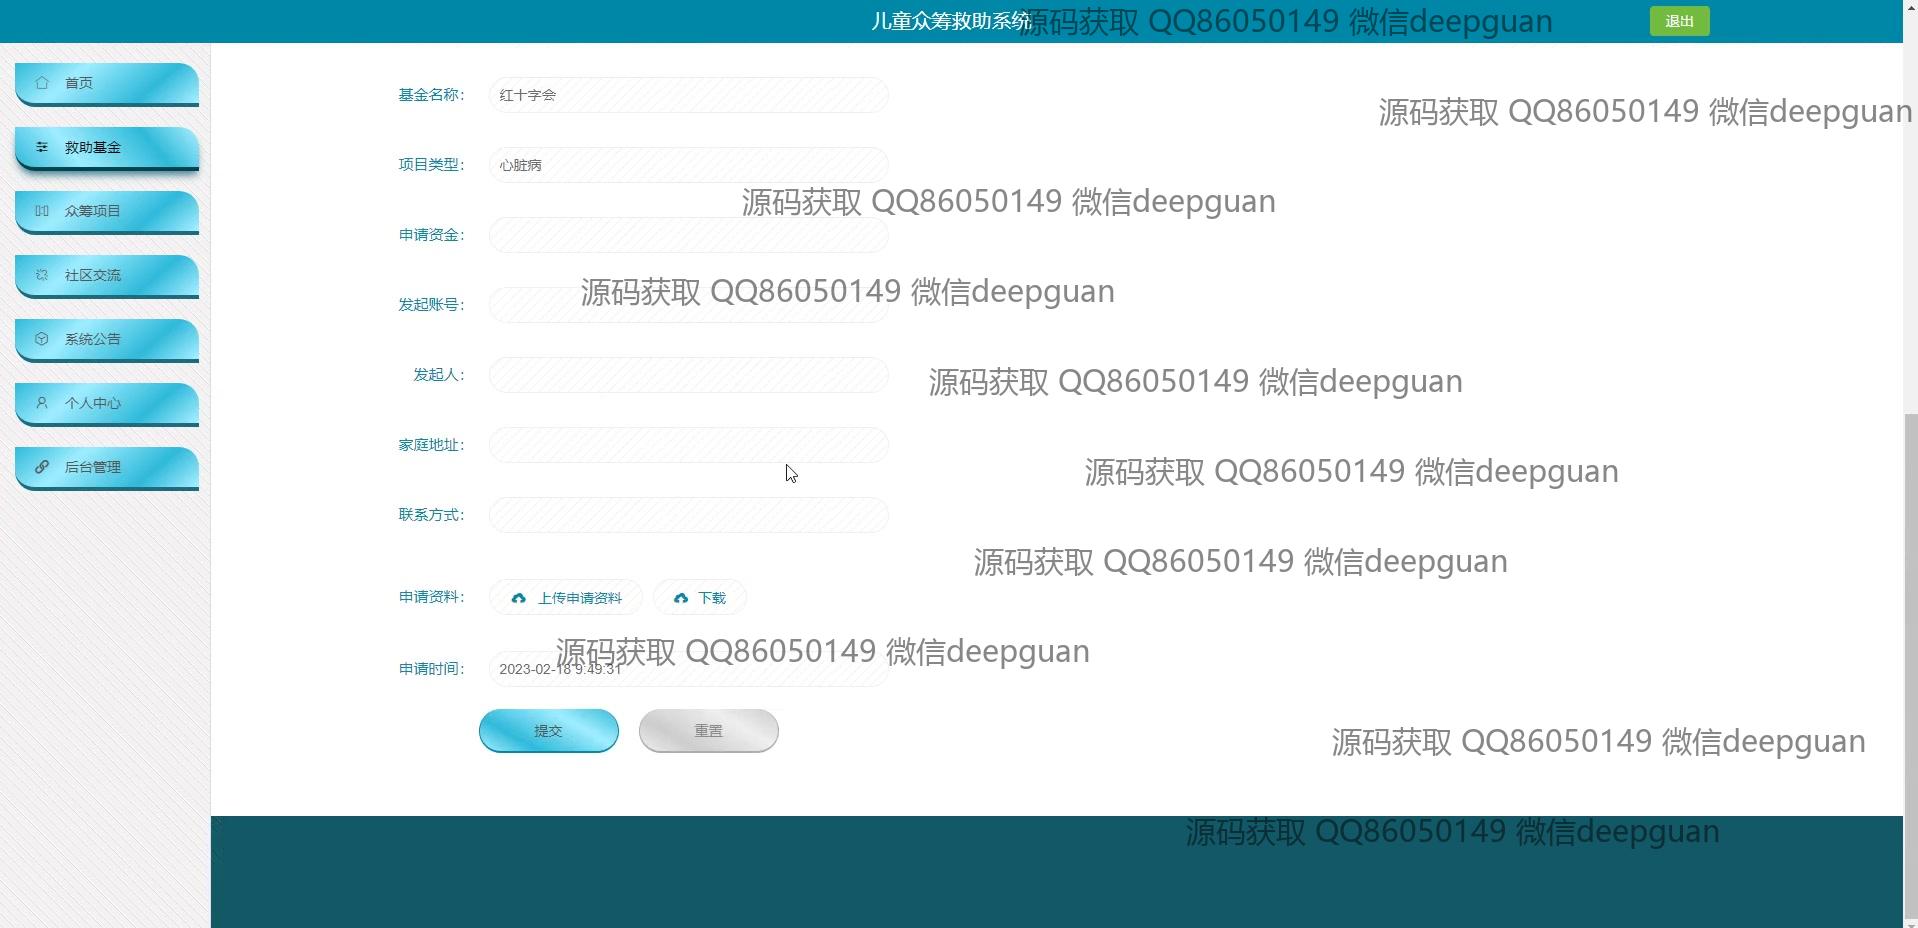 儿童众筹救助系统
源码获取 QQ86050149 微信deepguan
退出
首页
救助基金
众筹项目
社区交流
系统公告
个人中心
后台管理
基金名称： 红十字会
源码获取 QQ86050149 微信deepguan
项目类型： 心脏病
源码获取 QQ86050149 微信deepguan
申请资金：
源码获取 QQ86050149 微信deepguan
发起账号：
发起人：
源码获取 QQ86050149 微信deepguan
家庭地址：
源码获取 QQ86050149 微信deepguan
联系方式：
源码获取 QQ86050149 微信deepguan
申请资料： 上传申请资料 下载
源码获取 QQ86050149 微信deepguan
申请时间： 2023-02-18 9:49:31
提交 重置
源码获取 QQ86050149 微信deepguan
源码获取 QQ86050149 微信deepguan